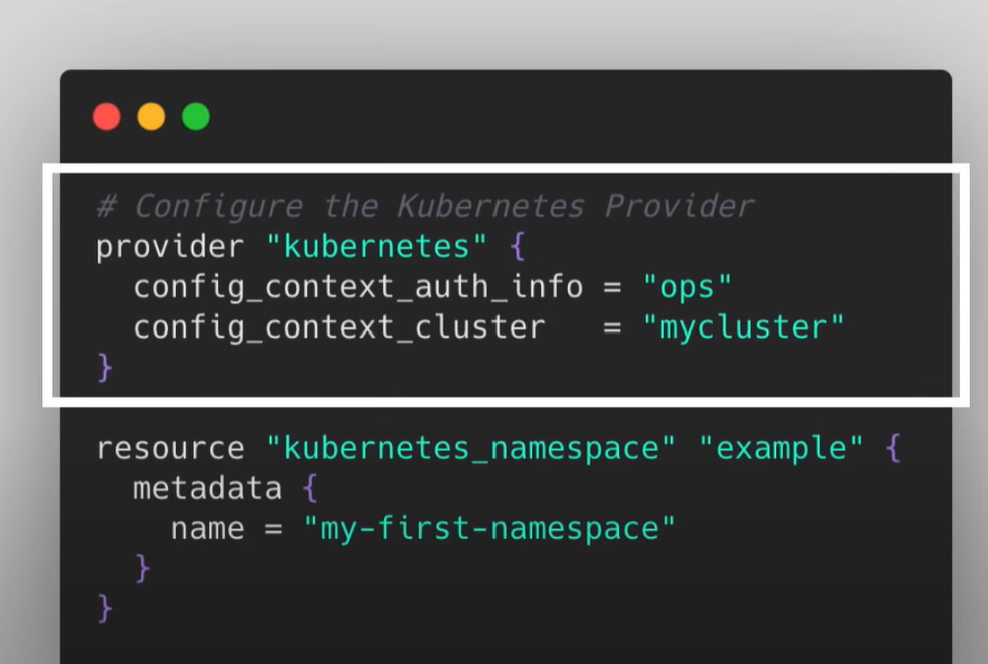 # Configure the Kubernetes Provider
provider "kubernetes" {
  config_context_auth_info = "ops"
  config_context_cluster   = "mycluster"
}
resource "kubernetes_namespace" "example" {
  metadata {
    name = "my-first-namespace"
  }
}